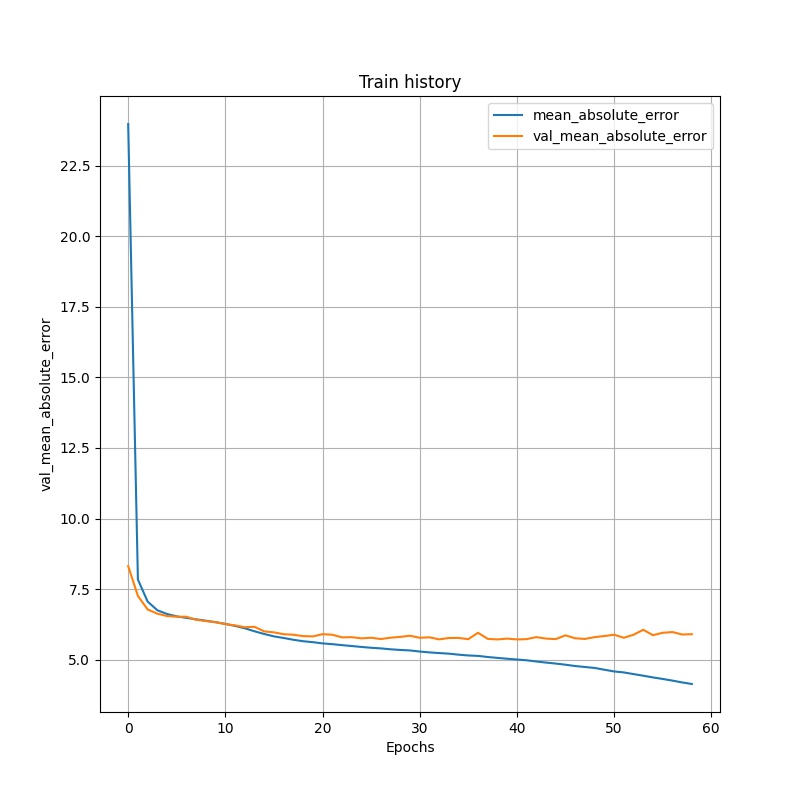 Train history
mean_absolute_error
val_mean_absolute_error
22.5
20.0
17.5
15.0
12.5
10.0
7.5
5.0
val_mean_absolute_error
0 10 20 30 40 50 60
Epochs